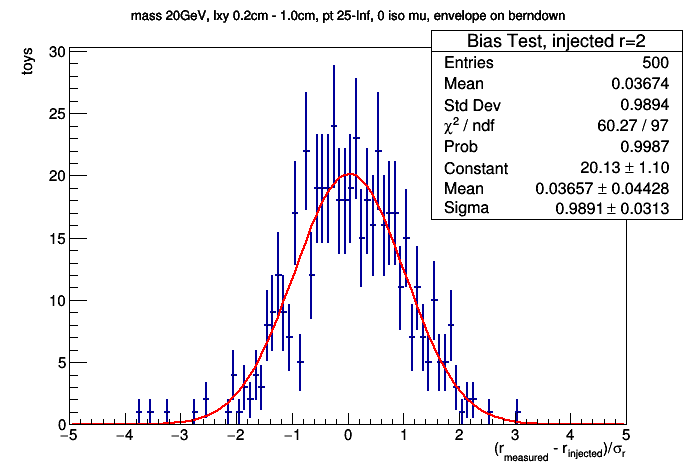 mass 20GeV, lxy 0.2cm - 1.0cm, pt 25-Inf, 0 iso mu, envelope on berndown
toys
Bias Test, injected r=2
Entries 500
Mean 0.03674
Std Dev 0.9894
χ² / ndf 60.27 / 97
Prob 0.9987
Constant 20.13 ± 1.10
Mean 0.03657 ± 0.04428
Sigma 0.9891 ± 0.0313
30
25
20
15
10
5
0
−5 −4 −3 −2 −1 0 1 2 3 4 5
(r_measured - r_injected)/σ_r